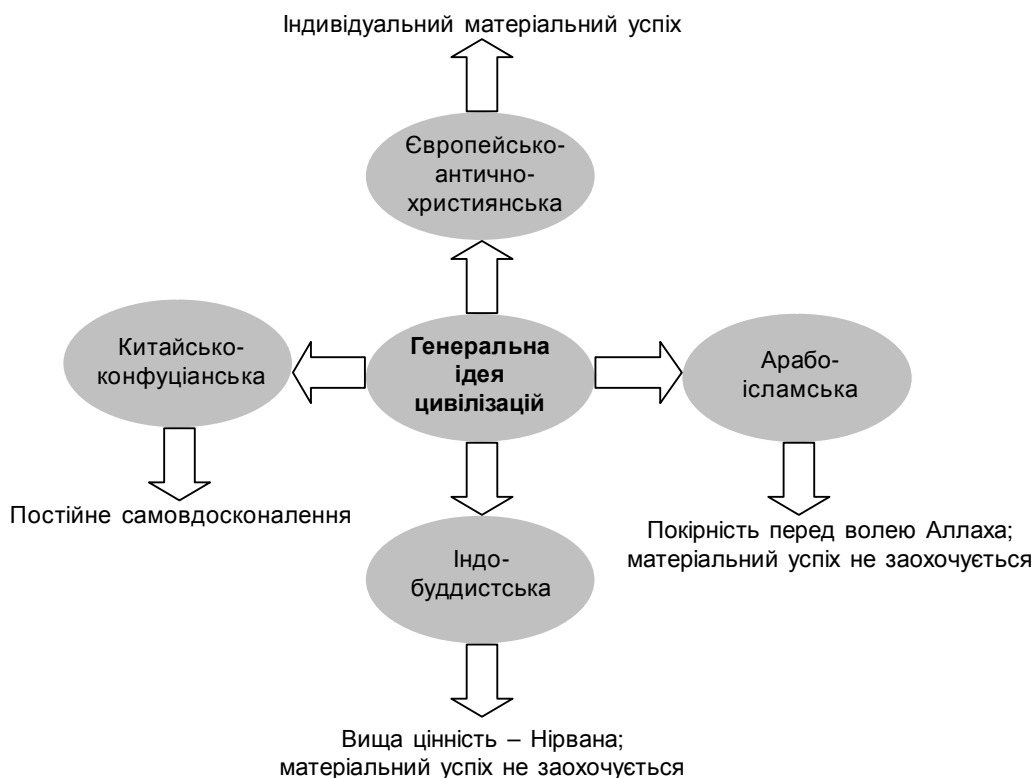 Індивідуальний матеріальний успіх
Європейсько-
антично-
християнська
Китайсько-
конфуціанська
Генеральна
ідея
цивілізацій
Арабо-
ісламська
Постійне самовдосконалення
Покірність перед волею Аллаха;
матеріальний успіх не заохочується
Індо-
буддистська
Вища цінність – Нірвана;
матеріальний успіх не заохочується